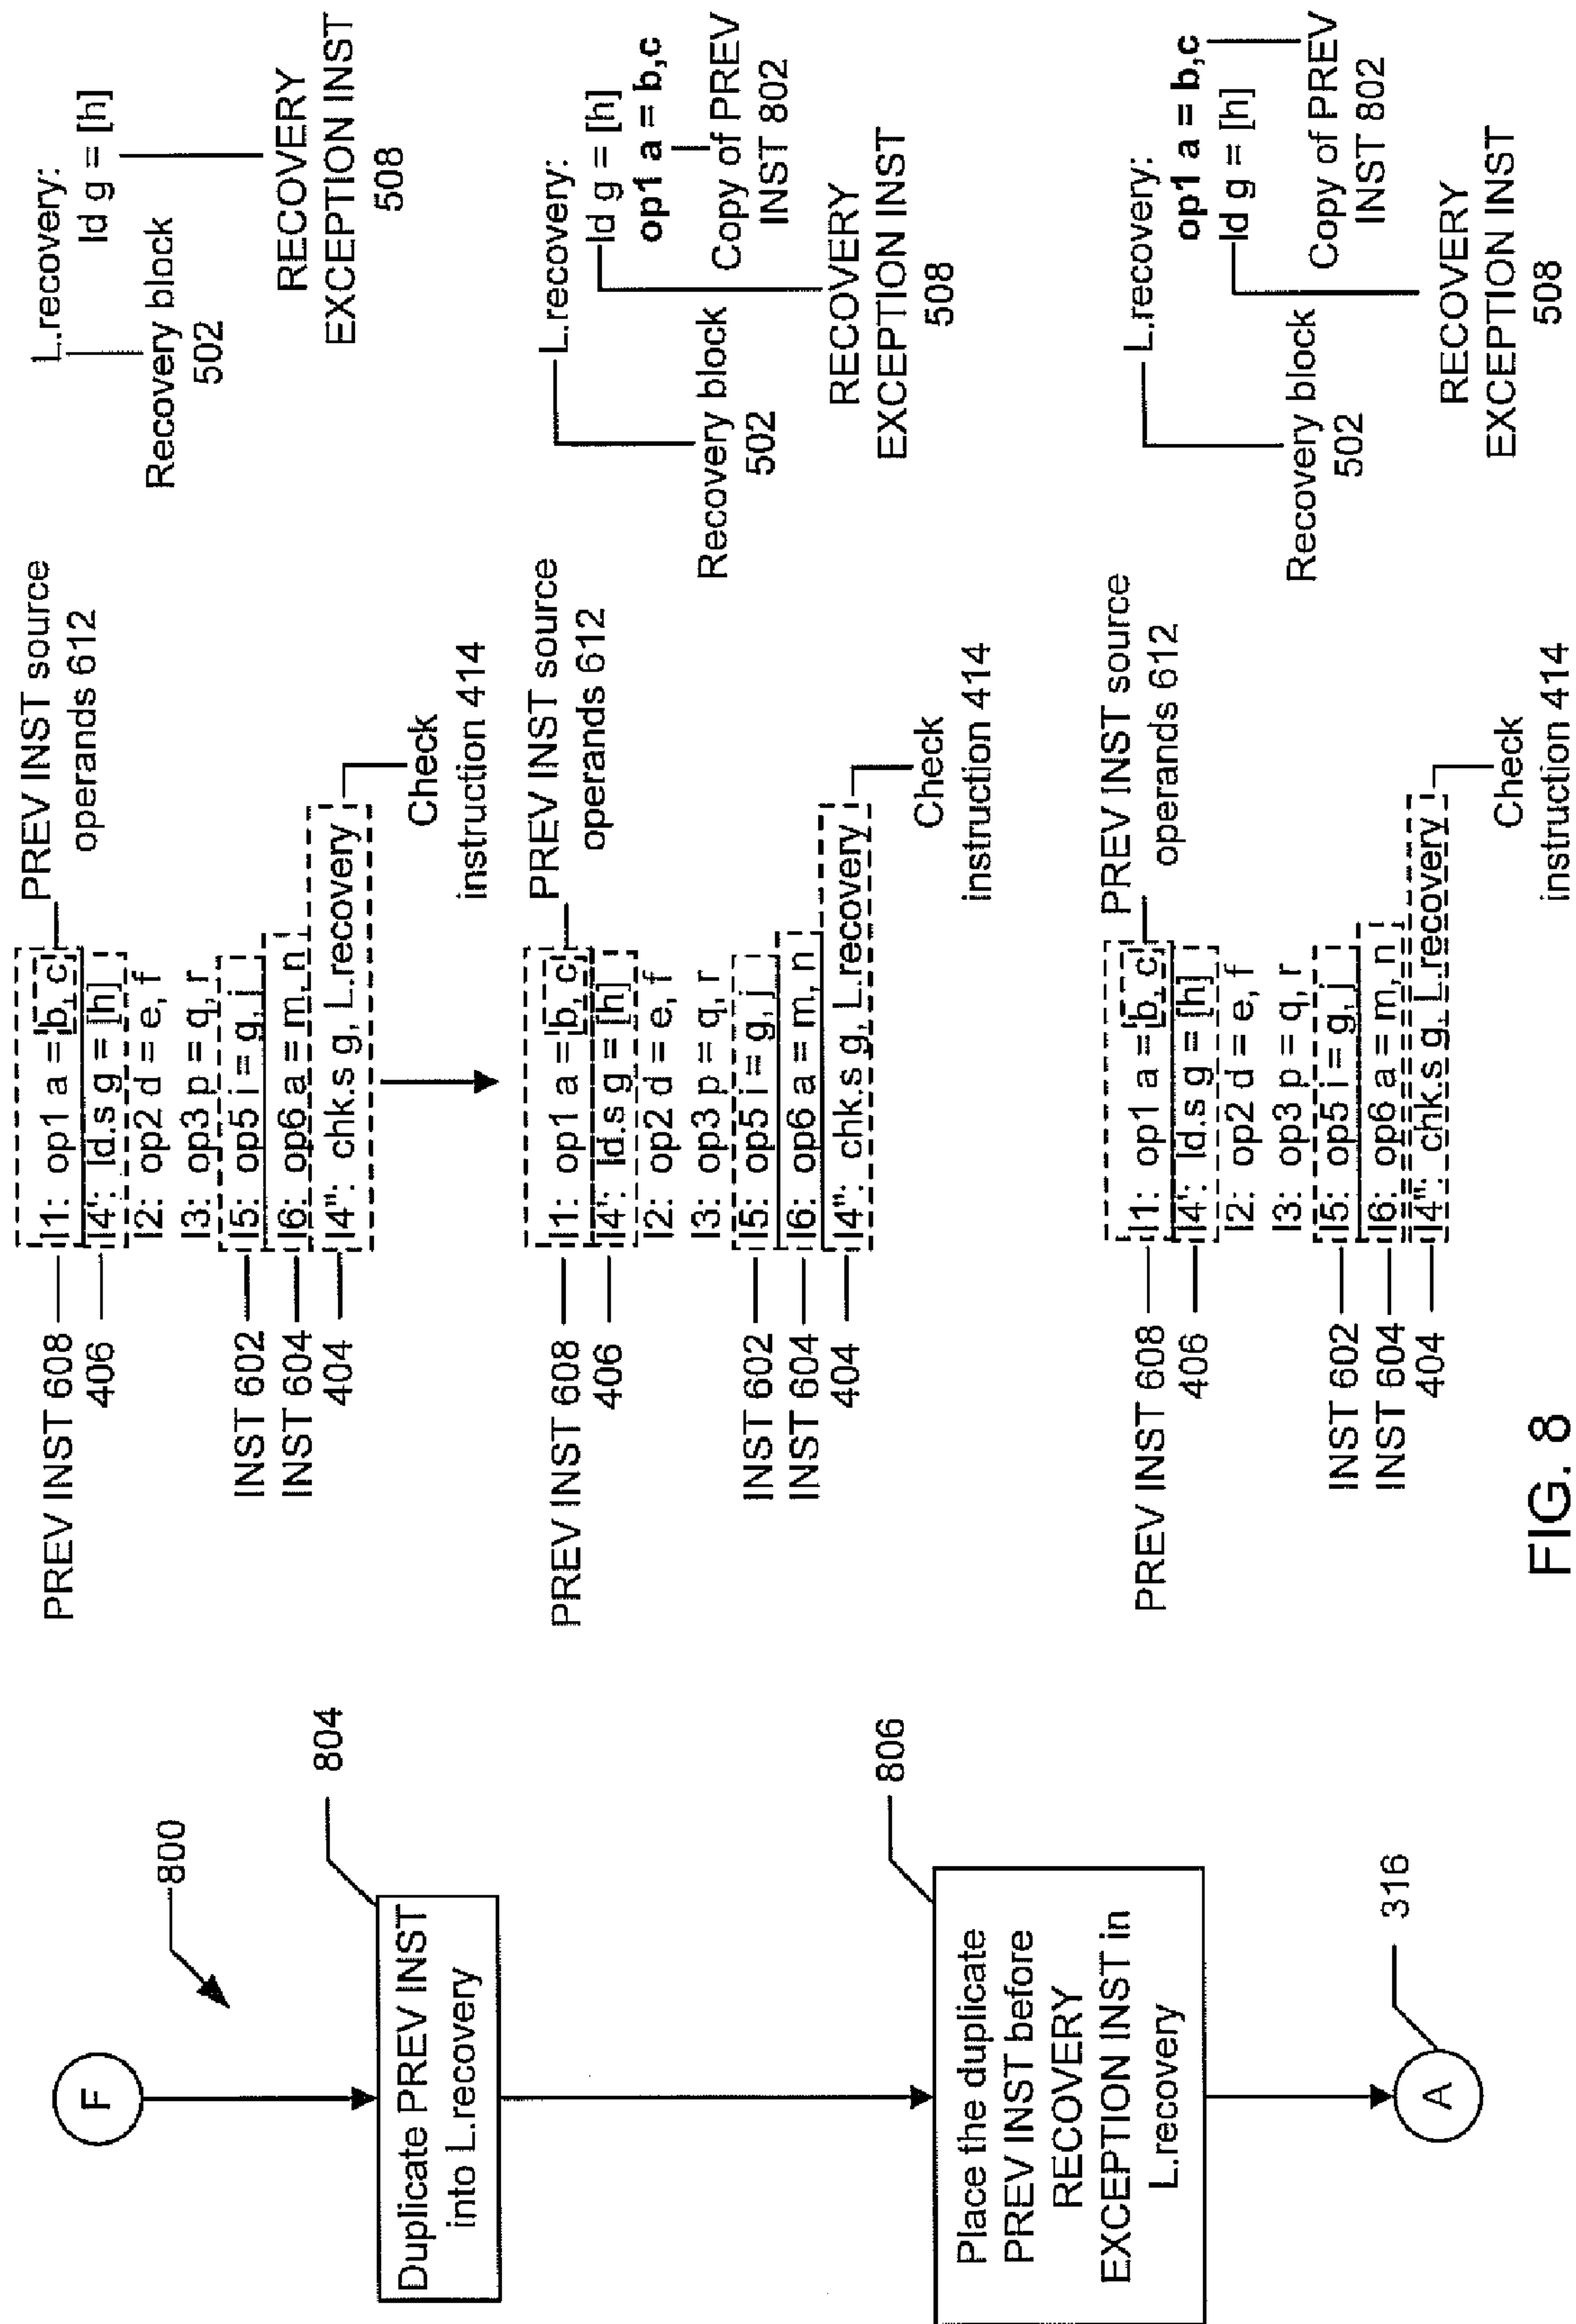 F
800
804
Duplicate PREV INST
into L.recovery
806
Place the duplicate
PREV INST before
RECOVERY
EXCEPTION INST in
L.recovery
316
A
PREV INST 608
406
INST 602
INST 604
404
I1: op1 a = b, c
I4': ld.s g = [h]
I2: op2 d = e, f
I3: op3 p = q, r
I5: op5 i = g, j
I6: op6 a = m, n
I4": chk.s g, L.recovery
PREV INST source
operands 612
Check
instruction 414
L.recovery:
ld g = [h]
Recovery block
502
RECOVERY
EXCEPTION INST
508
PREV INST 608
406
INST 602
INST 604
404
I1: op1 a = b, c
I4': ld.s g = [h]
I2: op2 d = e, f
I3: op3 p = q, r
I5: op5 i = g, j
I6: op6 a = m, n
I4": chk.s g, L.recovery
PREV INST source
operands 612
Check
instruction 414
L.recovery:
ld g = [h]
op1 a = b,c
Copy of PREV
INST 802
Recovery block
502
RECOVERY
EXCEPTION INST
508
PREV INST 608
406
INST 602
INST 604
404
I1: op1 a = b, c
I4': ld.s g = [h]
I2: op2 d = e, f
I3: op3 p = q, r
I5: op5 i = g, j
I6: op6 a = m, n
I4": chk.s g, L.recovery
PREV INST source
operands 612
Check
instruction 414
L.recovery:
op1 a = b,c
ld g = [h]
Copy of PREV
INST 802
Recovery block
502
RECOVERY
EXCEPTION INST
508
FIG. 8